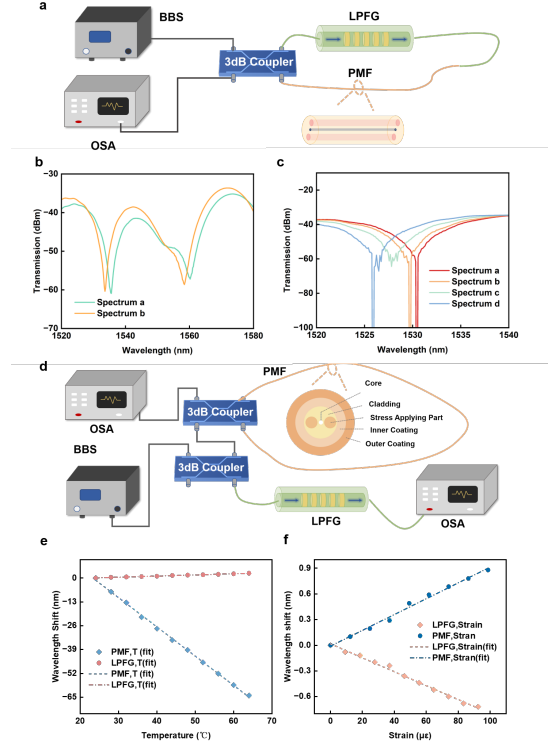 a
BBS
LPFG
3dB Coupler
PMF
OSA
b
−30
−40
−50
−60
−70
Transmission (dBm)
Spectrum a
Spectrum b
1520
1540
1560
1580
Wavelength (nm)
c
−20
−40
−60
−80
−100
Transmission (dBm)
Spectrum a
Spectrum b
Spectrum c
Spectrum d
1520
1525
1530
1535
1540
Wavelength (nm)
d
PMF
OSA
3dB Coupler
Core
Cladding
Stress Applying Part
Inner Coating
Outer Coating
BBS
3dB Coupler
LPFG
OSA
e
0
−13
−26
−39
−52
−65
Wavelength Shift (nm)
PMF,T (fit)
LPFG,T(fit)
PMF,T (fit)
LPFG,T(fit)
20
30
40
50
60
70
Temperature (℃)
f
0.9
0.6
0.3
0.0
−0.3
−0.6
Wavelength shift (nm)
LPFG,Strain
PMF,Stran
LPFG,Strain(fit)
PMF,Stran(fit)
0
20
40
60
80
100
Strain (με)